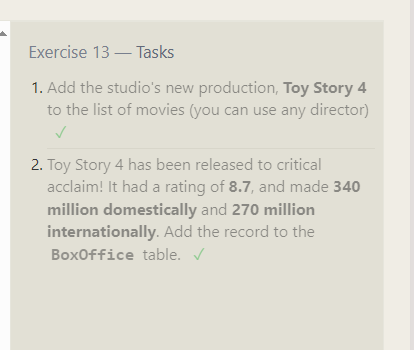 Exercise 13 — Tasks
1. Add the studio's new production, Toy Story 4
to the list of movies (you can use any director)
✓
2. Toy Story 4 has been released to critical
acclaim! It had a rating of 8.7, and made 340
million domestically and 270 million
internationally. Add the record to the
BoxOffice table. ✓